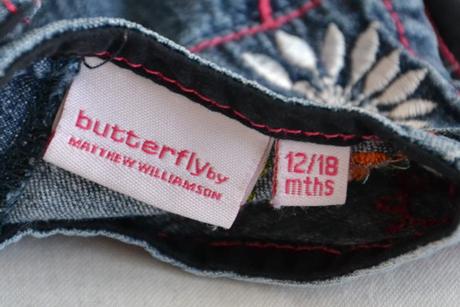 butterfly by
MATTHEW WILLIAMSON
12/18
mths